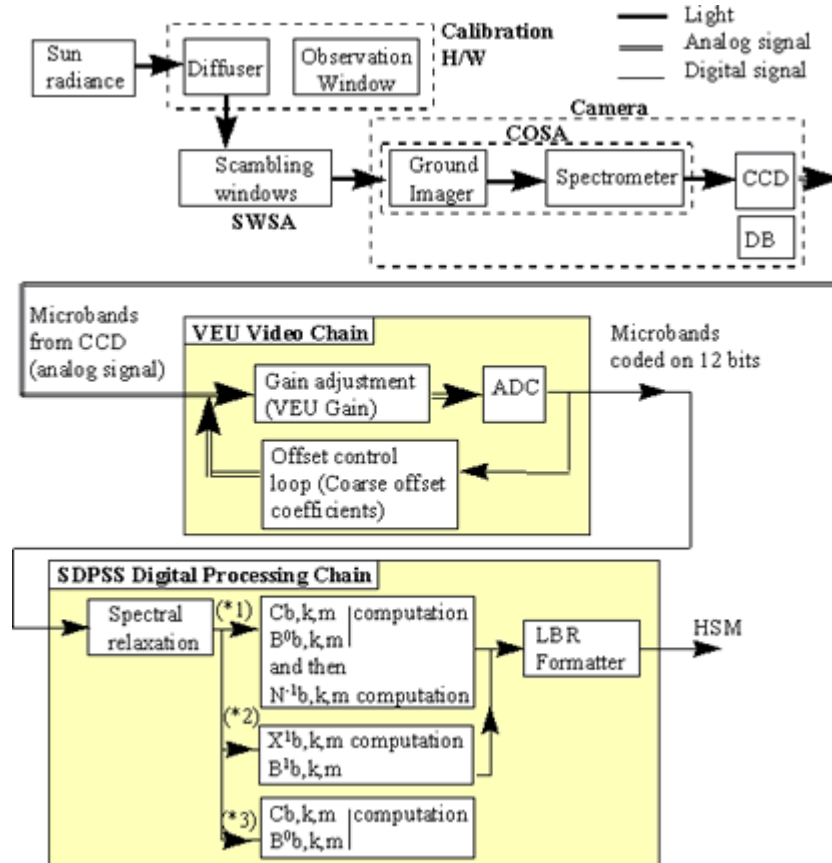 Light
Analog signal
Digital signal
Calibration
H/W
Sun
radiance
Diffuser
Observation
Window
Camera
COSA
Scambling
windows
SWSA
Ground
Imager
Spectrometer
CCD
DB
Microbands
from CCD
(analog signal)
VEU Video Chain
Gain adjustment
(VEU Gain)
ADC
Offset control
loop (Coarse offset
coefficients)
Microbands
coded on 12 bits
SDPSS Digital Processing Chain
Spectral
relaxation
(*1)
Cb,k,m computation
B⁰b,k,m
and then
N⁻¹b,k,m computation
LBR
Formatter
HSM
(*2)
X¹b,k,m computation
B¹b,k,m
(*3)
Cb,k,m computation
B⁰b,k,m